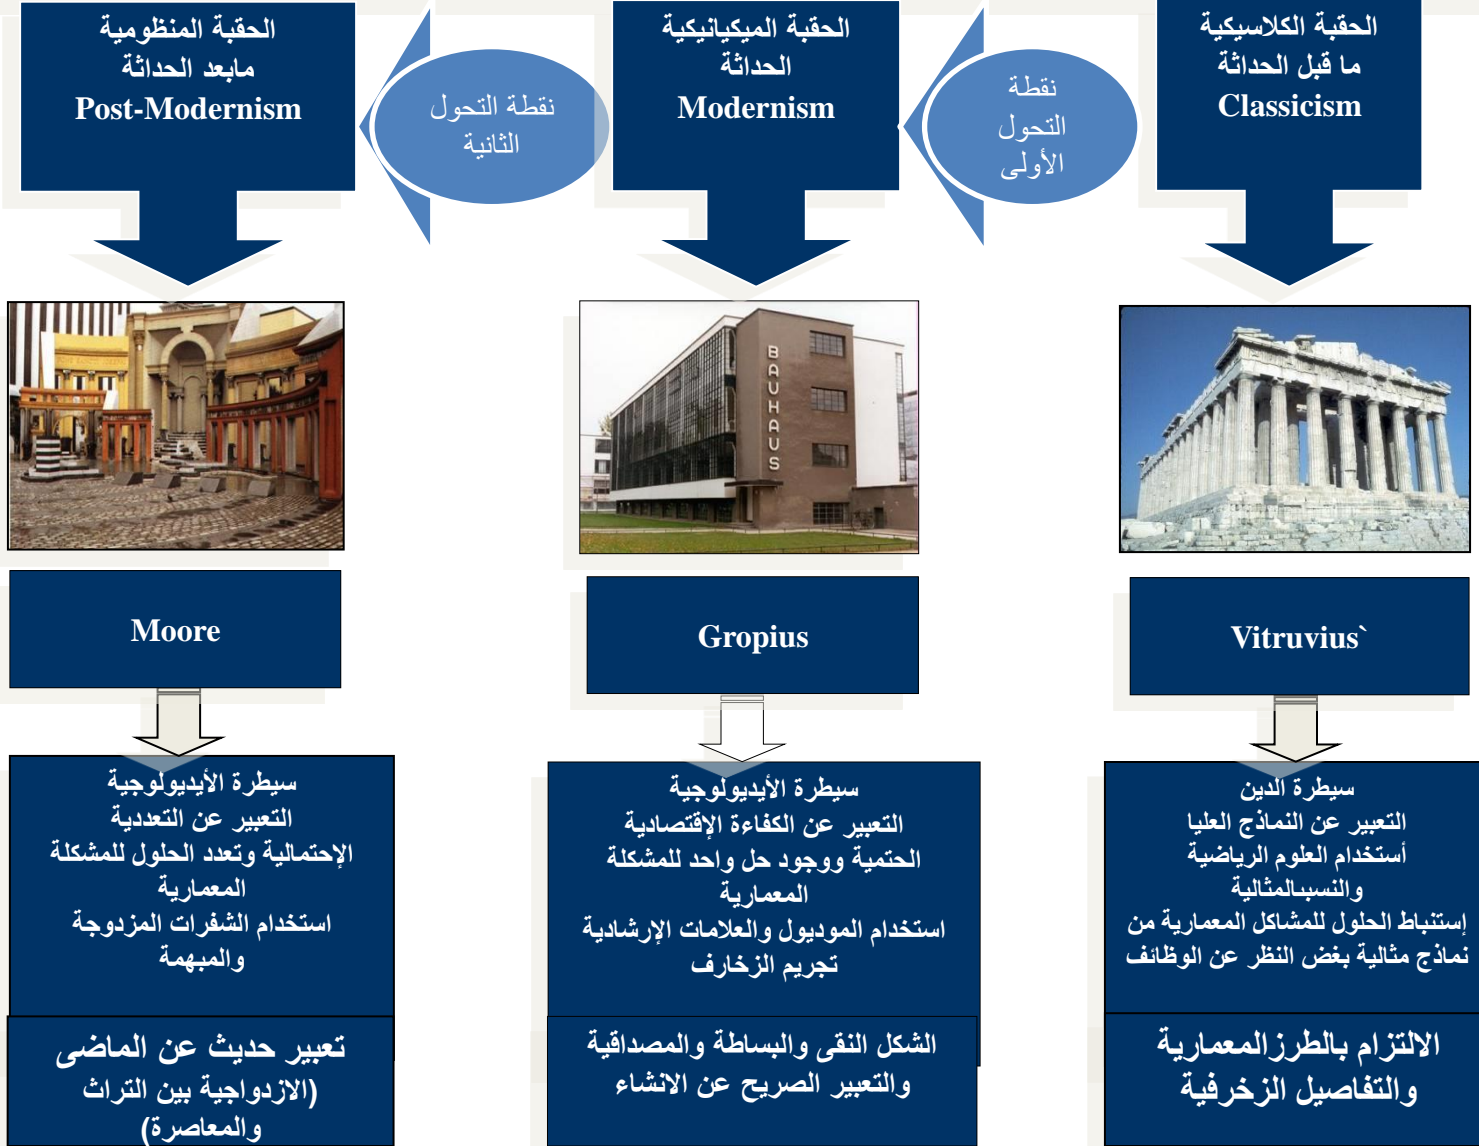 الحقبة الكلاسيكية
ما قبل الحداثة
Classicism
نقطة
التحول
الأولى
الحقبة الميكيانيكية
الحداثة
Modernism
نقطة التحول
الثانية
الحقبة المنظومية
مابعد الحداثة
Post-Modernism
BAUHAUS
Vitruvius`
Gropius
Moore
سيطرة الدين
التعبير عن النماذج العليا
أستخدام العلوم الرياضية
والنسبالمثالية
إستنباط الحلول للمشاكل المعمارية من
نماذج مثالية بغض النظر عن الوظائف
الالتزام بالطرزالمعمارية
والتفاصيل الزخرفية
سيطرة الأيديولوجية
التعبير عن الكفاءة الإقتصادية
الحتمية ووجود حل واحد للمشكلة
المعمارية
استخدام الموديول والعلامات الإرشادية
تجريم الزخارف
الشكل النقى والبساطة والمصداقية
والتعبير الصريح عن الانشاء
سيطرة الأيديولوجية
التعبير عن التعددية
الإحتمالية وتعدد الحلول للمشكلة
المعمارية
استخدام الشفرات المزدوجة
والمبهمة
تعبير حديث عن الماضى
(الازدواجية بين التراث
والمعاصرة)